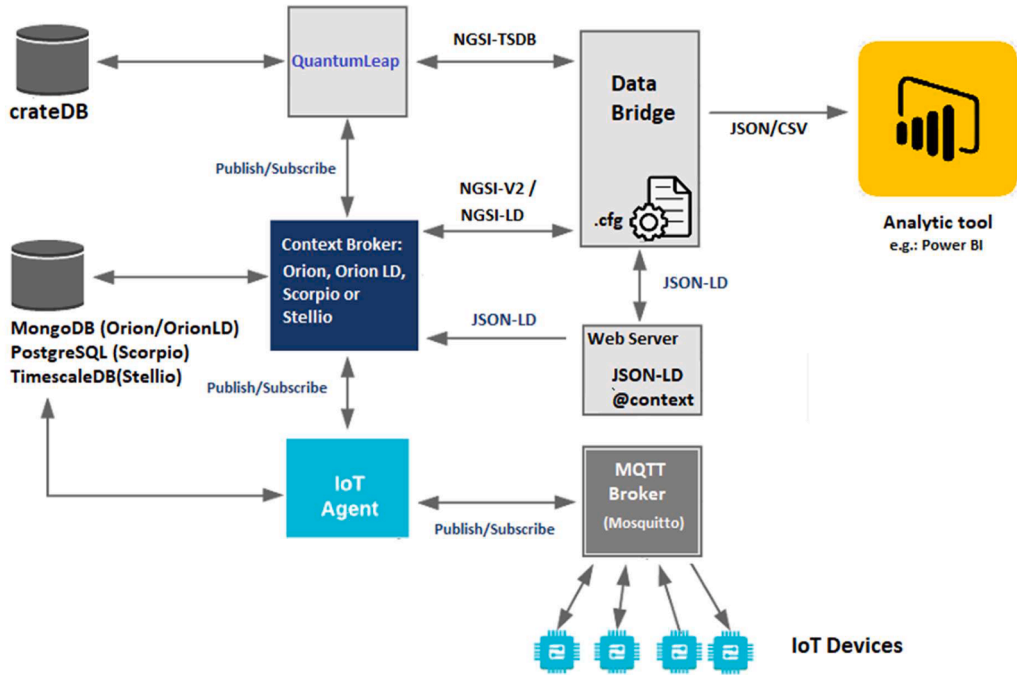 crateDB
QuantumLeap
NGSI-TSDB
Data
Bridge
.cfg
JSON/CSV
Analytic tool
e.g.: Power BI
Publish/Subscribe
NGSI-V2 /
NGSI-LD
Context Broker:
Orion, Orion LD,
Scorpio or
Stellio
MongoDB (Orion/OrionLD)
PostgreSQL (Scorpio)
TimescaleDB(Stellio)
JSON-LD
JSON-LD
Web Server
JSON-LD
@context
Publish/Subscribe
IoT
Agent
Publish/Subscribe
MQTT
Broker
(Mosquitto)
IoT Devices